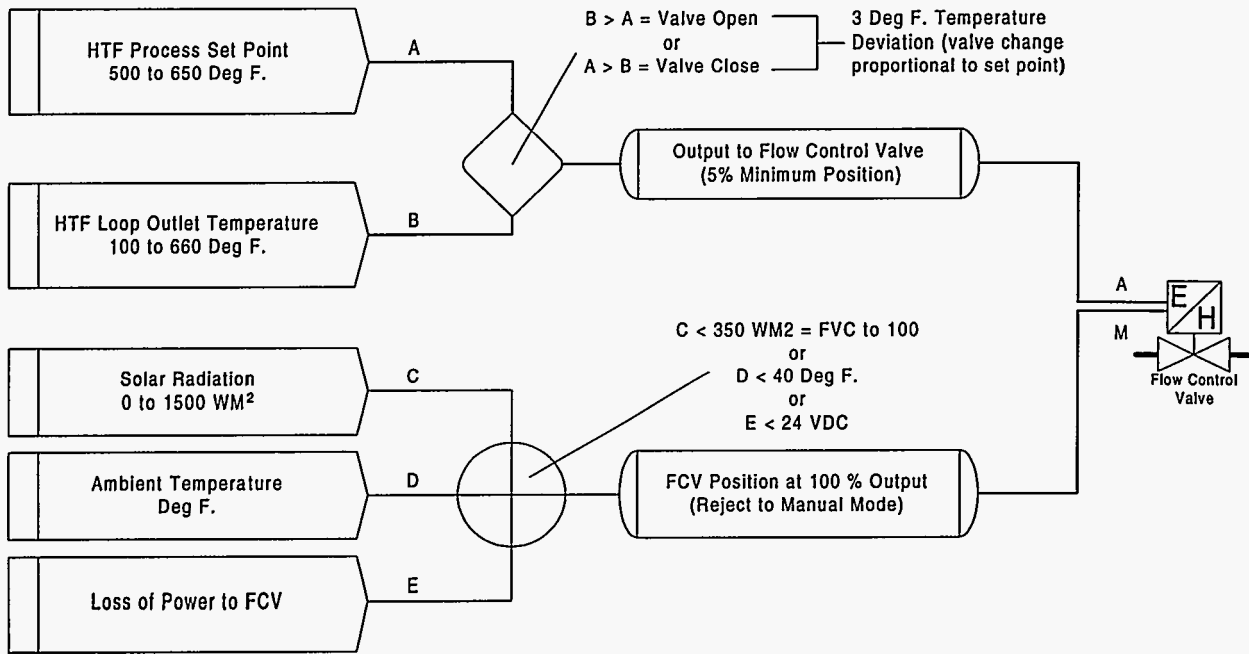 HTF Process Set Point
500 to 650 Deg F.
A
B > A = Valve Open
or
A > B = Valve Close
3 Deg F. Temperature
Deviation (valve change
proportional to set point)
Output to Flow Control Valve
(5% Minimum Position)
HTF Loop Outlet Temperature
100 to 660 Deg F.
B
A
M
E
H
Flow Control
Valve
C < 350 WM2 = FVC to 100
or
D < 40 Deg F.
or
E < 24 VDC
Solar Radiation
0 to 1500 WM²
C
Ambient Temperature
Deg F.
D
FCV Position at 100 % Output
(Reject to Manual Mode)
Loss of Power to FCV
E